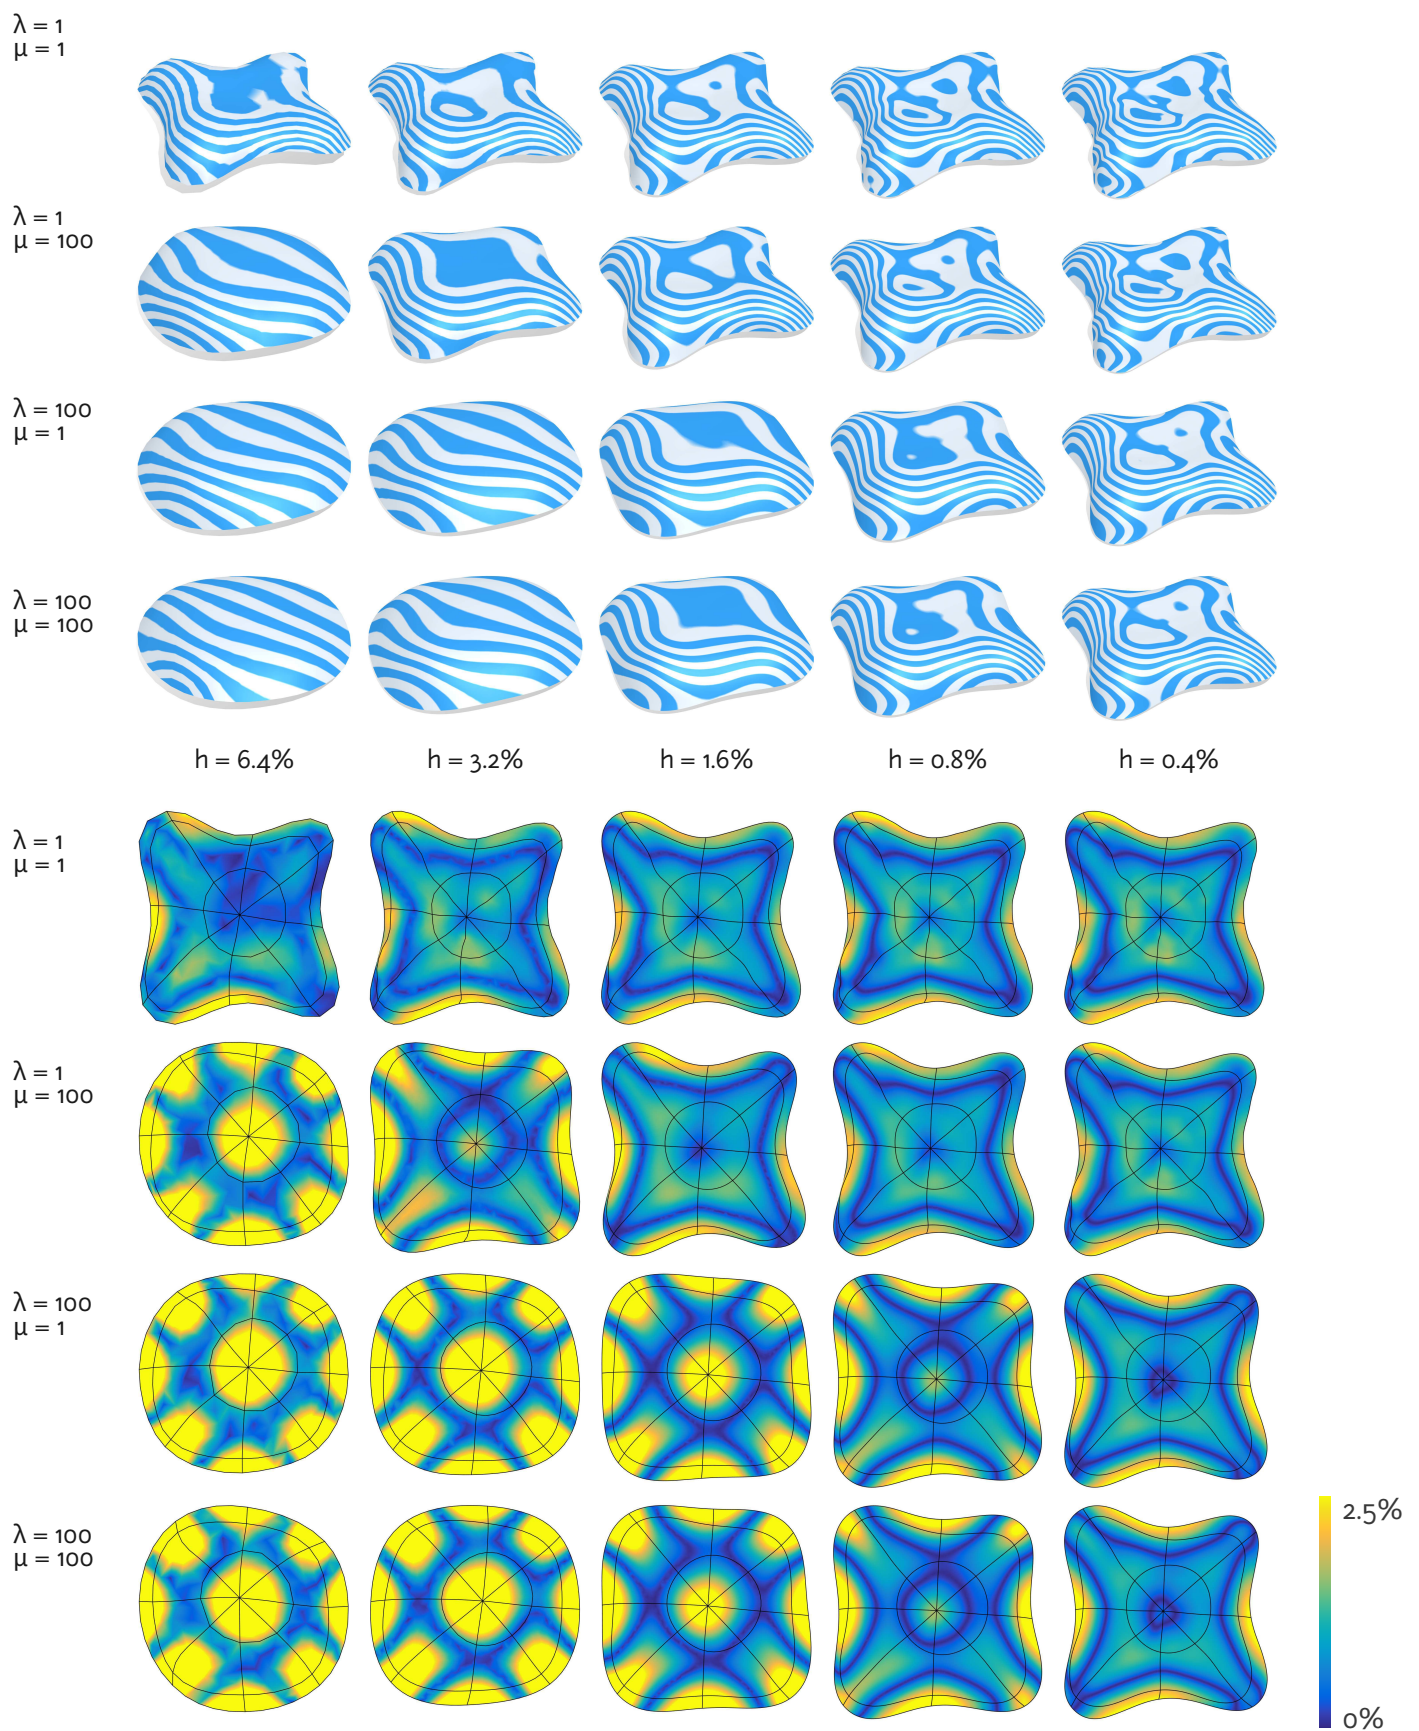 λ = 1
μ = 1
λ = 1
μ = 100
λ = 100
μ = 1
λ = 100
μ = 100
h = 6.4%
h = 3.2%
h = 1.6%
h = 0.8%
h = 0.4%
λ = 1
μ = 1
λ = 1
μ = 100
λ = 100
μ = 1
λ = 100
μ = 100
2.5%
0%